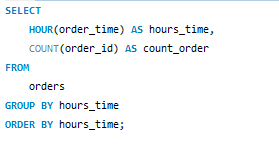 SELECT
HOUR(order_time) AS hours_time,
COUNT(order_id) AS count_order
FROM
orders
GROUP BY hours_time
ORDER BY hours_time;